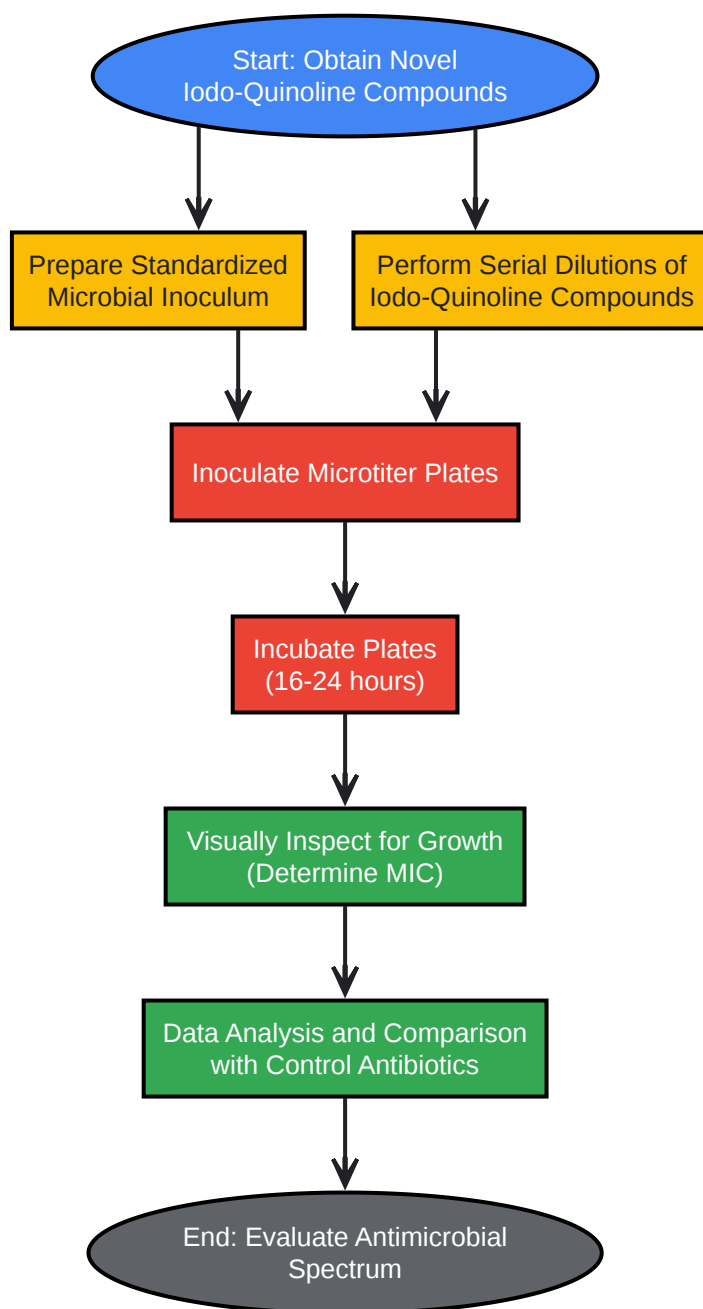 Start: Obtain Novel
Iodo-Quinoline Compounds
Prepare Standardized
Microbial Inoculum
Perform Serial Dilutions of
Iodo-Quinoline Compounds
Inoculate Microtiter Plates
Incubate Plates
(16-24 hours)
Visually Inspect for Growth
(Determine MIC)
Data Analysis and Comparison
with Control Antibiotics
End: Evaluate Antimicrobial
Spectrum